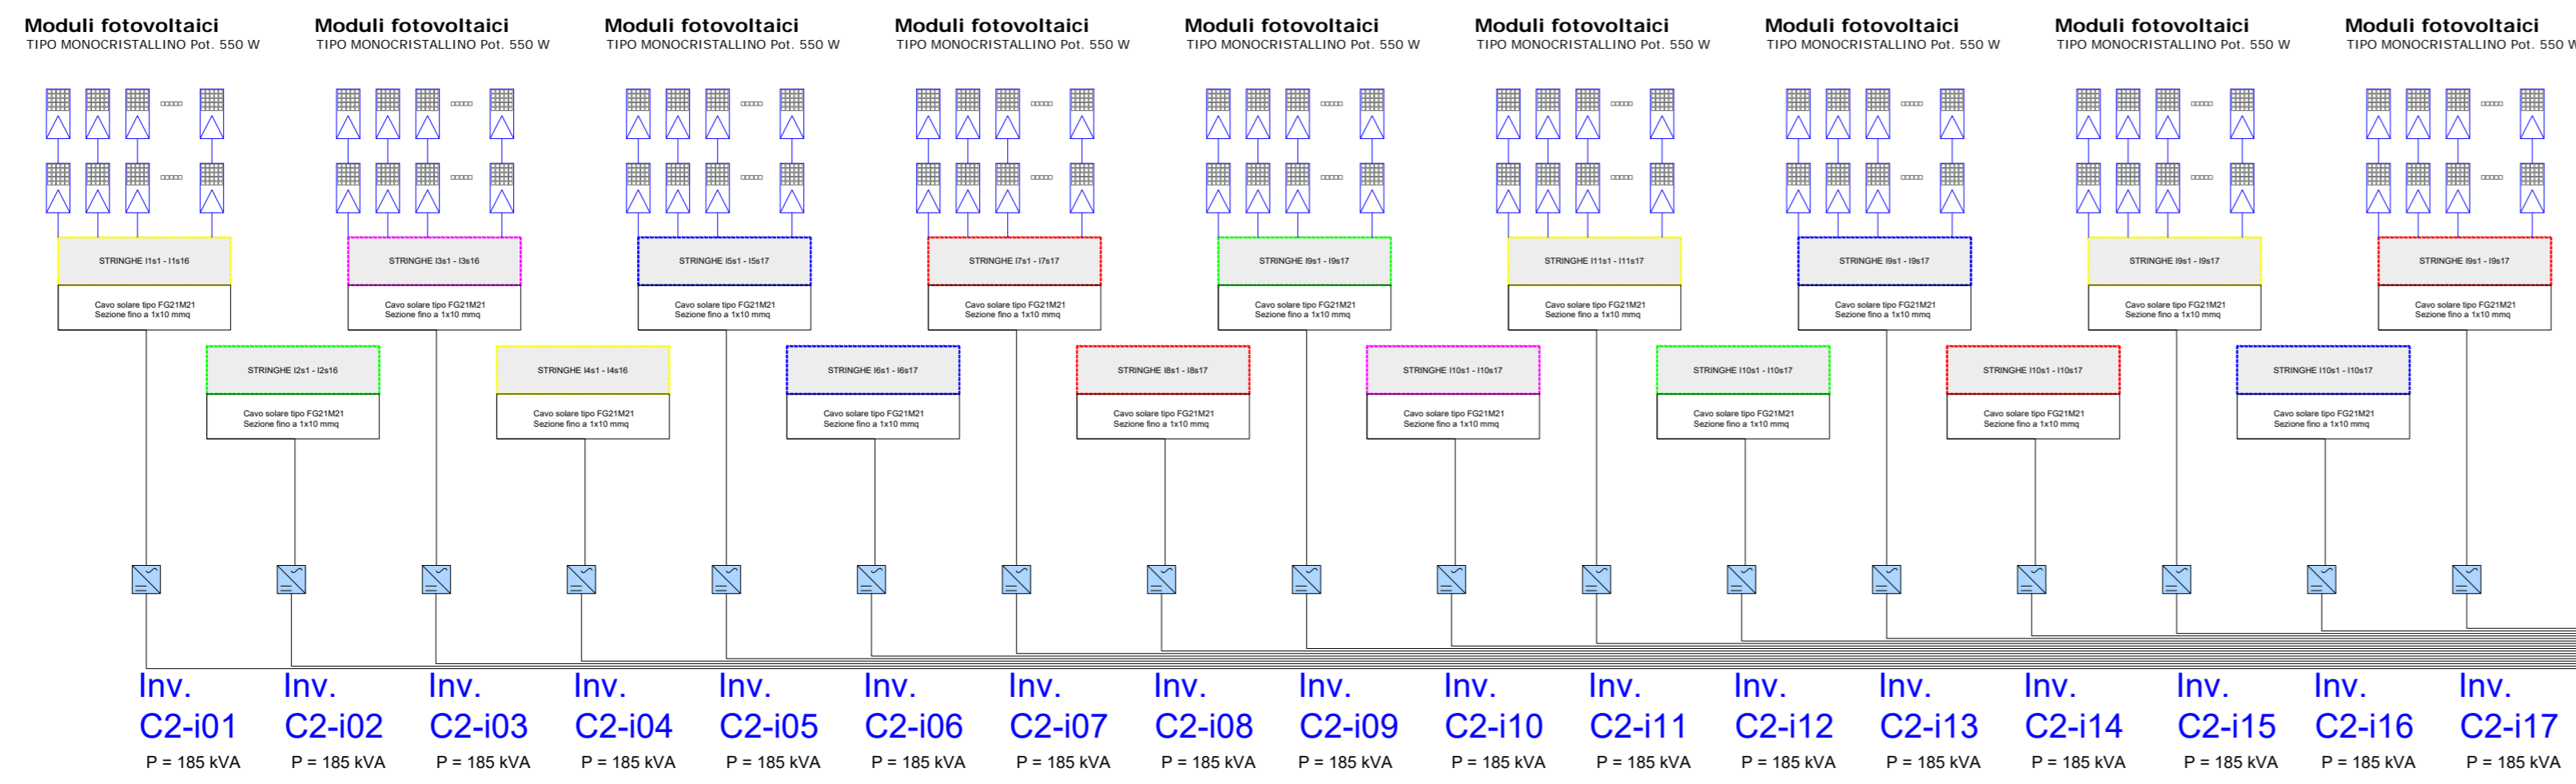 Moduli fotovoltaici
TIPO MONOCRISTALLINO Pot. 550 W
Moduli fotovoltaici
TIPO MONOCRISTALLINO Pot. 550 W
Moduli fotovoltaici
TIPO MONOCRISTALLINO Pot. 550 W
Moduli fotovoltaici
TIPO MONOCRISTALLINO Pot. 550 W
Moduli fotovoltaici
TIPO MONOCRISTALLINO Pot. 550 W
Moduli fotovoltaici
TIPO MONOCRISTALLINO Pot. 550 W
Moduli fotovoltaici
TIPO MONOCRISTALLINO Pot. 550 W
Moduli fotovoltaici
TIPO MONOCRISTALLINO Pot. 550 W
Moduli fotovoltaici
TIPO MONOCRISTALLINO Pot. 550 W
STRINGHE I1s1 - I1s16
Cavo solare tipo FG21M21
Sezione fino a 1x10 mmq
STRINGHE I3s1 - I3s16
Cavo solare tipo FG21M21
Sezione fino a 1x10 mmq
STRINGHE I5s1 - I5s17
Cavo solare tipo FG21M21
Sezione fino a 1x10 mmq
STRINGHE I7s1 - I7s17
Cavo solare tipo FG21M21
Sezione fino a 1x10 mmq
STRINGHE I9s1 - I9s17
Cavo solare tipo FG21M21
Sezione fino a 1x10 mmq
STRINGHE I11s1 - I11s17
Cavo solare tipo FG21M21
Sezione fino a 1x10 mmq
STRINGHE I9s1 - I9s17
Cavo solare tipo FG21M21
Sezione fino a 1x10 mmq
STRINGHE I9s1 - I9s17
Cavo solare tipo FG21M21
Sezione fino a 1x10 mmq
STRINGHE I9s1 - I9s17
Cavo solare tipo FG21M21
Sezione fino a 1x10 mmq
STRINGHE I2s1 - I2s16
Cavo solare tipo FG21M21
Sezione fino a 1x10 mmq
STRINGHE I4s1 - I4s16
Cavo solare tipo FG21M21
Sezione fino a 1x10 mmq
STRINGHE I6s1 - I6s17
Cavo solare tipo FG21M21
Sezione fino a 1x10 mmq
STRINGHE I8s1 - I8s17
Cavo solare tipo FG21M21
Sezione fino a 1x10 mmq
STRINGHE I10s1 - I10s17
Cavo solare tipo FG21M21
Sezione fino a 1x10 mmq
STRINGHE I10s1 - I10s17
Cavo solare tipo FG21M21
Sezione fino a 1x10 mmq
STRINGHE I10s1 - I10s17
Cavo solare tipo FG21M21
Sezione fino a 1x10 mmq
STRINGHE I10s1 - I10s17
Cavo solare tipo FG21M21
Sezione fino a 1x10 mmq
Inv.
C2-i01
P = 185 kVA
Inv.
C2-i02
P = 185 kVA
Inv.
C2-i03
P = 185 kVA
Inv.
C2-i04
P = 185 kVA
Inv.
C2-i05
P = 185 kVA
Inv.
C2-i06
P = 185 kVA
Inv.
C2-i07
P = 185 kVA
Inv.
C2-i08
P = 185 kVA
Inv.
C2-i09
P = 185 kVA
Inv.
C2-i10
P = 185 kVA
Inv.
C2-i11
P = 185 kVA
Inv.
C2-i12
P = 185 kVA
Inv.
C2-i13
P = 185 kVA
Inv.
C2-i14
P = 185 kVA
Inv.
C2-i15
P = 185 kVA
Inv.
C2-i16
P = 185 kVA
Inv.
C2-i17
P = 185 kVA